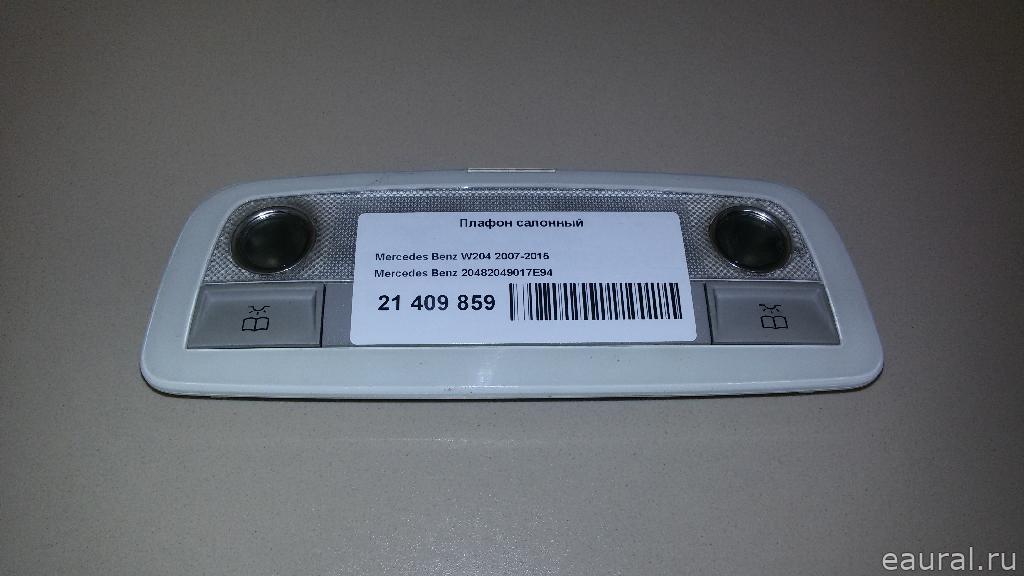 Плафон салонный
Mercedes Benz W204 2007-2015
Mercedes Benz 20482049017E94
21 409 859
eaural.ru